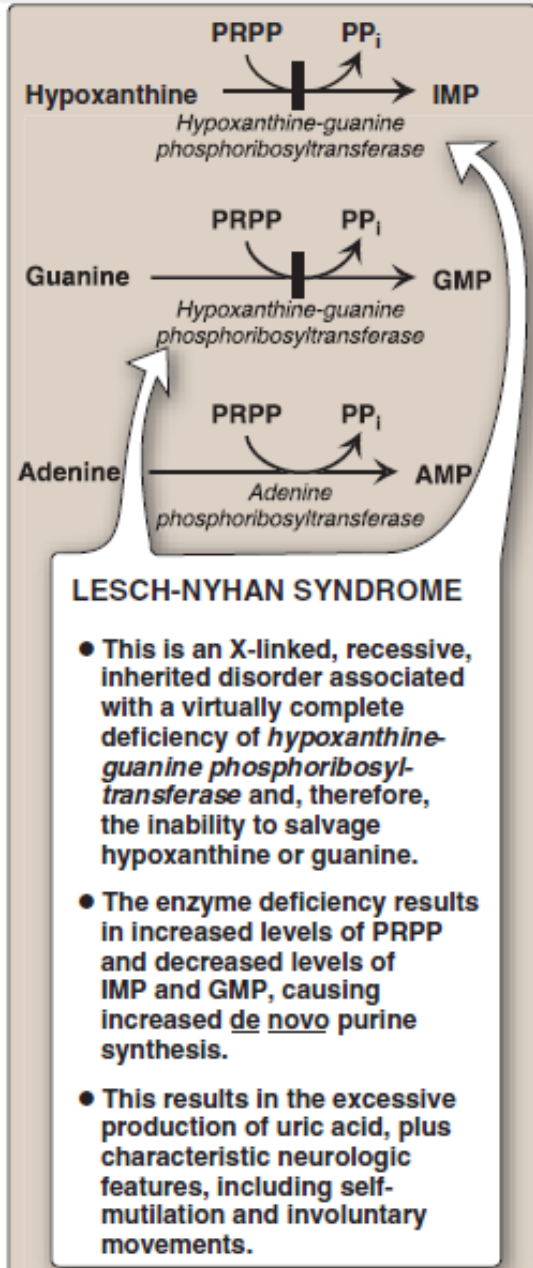 PRPP PPi
Hypoxanthine IMP
Hypoxanthine-guanine
phosphoribosyltransferase
PRPP PPi
Guanine GMP
Hypoxanthine-guanine
phosphoribosyltransferase
PRPP PPi
Adenine AMP
Adenine
phosphoribosyltransferase
LESCH-NYHAN SYNDROME
● This is an X-linked, recessive,
inherited disorder associated
with a virtually complete
deficiency of hypoxanthine-
guanine phosphoribosyl-
transferase and, therefore,
the inability to salvage
hypoxanthine or guanine.
● The enzyme deficiency results
in increased levels of PRPP
and decreased levels of
IMP and GMP, causing
increased de novo purine
synthesis.
● This results in the excessive
production of uric acid, plus
characteristic neurologic
features, including self-
mutilation and involuntary
movements.